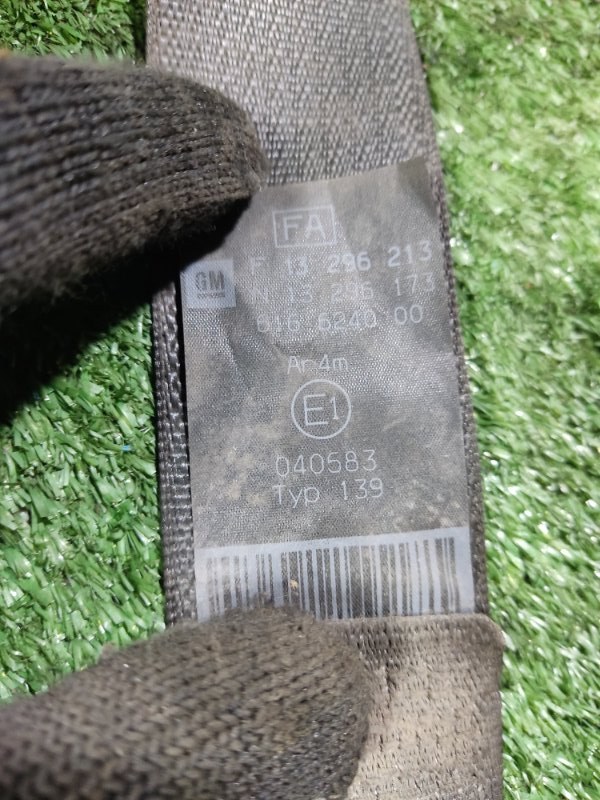 FA
F 13 296 213
GM
N 13 296 173
616 6240 00
Ar4m
E1
040583
Typ 139